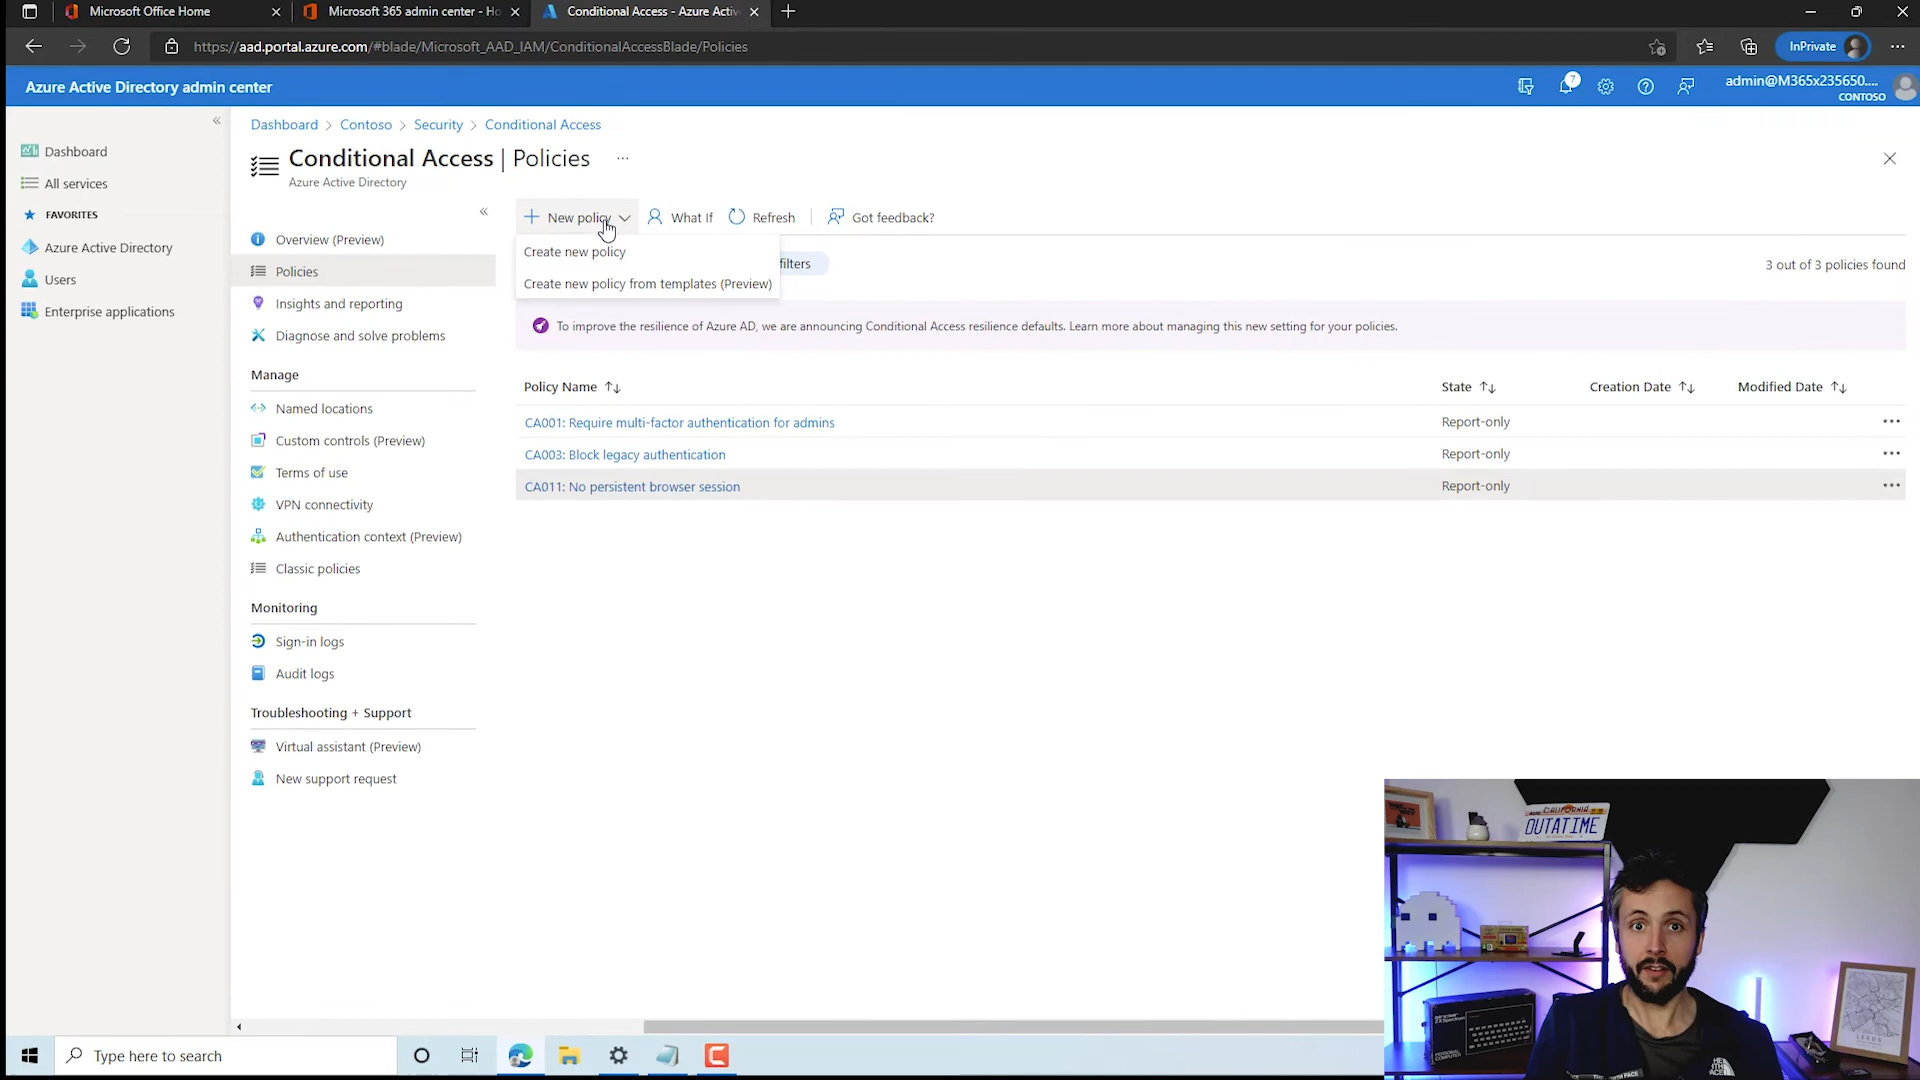 Microsoft Office Home
Microsoft 365 admin center - Ho
Conditional Access - Azure Activ
https://aad.portal.azure.com/#blade/Microsoft_AAD_IAM/ConditionalAccessBlade/Policies
InPrivate
Azure Active Directory admin center
7
admin@M365x235650....
CONTOSO
Dashboard
All services
FAVORITES
Azure Active Directory
Users
Enterprise applications
Dashboard > Contoso > Security > Conditional Access
Conditional Access | Policies ...
Azure Active Directory
Overview (Preview)
Policies
Insights and reporting
Diagnose and solve problems
Manage
Named locations
Custom controls (Preview)
Terms of use
VPN connectivity
Authentication context (Preview)
Classic policies
Monitoring
Sign-in logs
Audit logs
Troubleshooting + Support
Virtual assistant (Preview)
New support request
New policy
What If
Refresh
Got feedback?
Create new policy
Create new policy from templates (Preview)
filters
3 out of 3 policies found
To improve the resilience of Azure AD, we are announcing Conditional Access resilience defaults. Learn more about managing this new setting for your policies.
Policy Name State Creation Date Modified Date
CA001: Require multi-factor authentication for admins Report-only
CA003: Block legacy authentication Report-only
CA011: No persistent browser session Report-only
CALIFORNIA
OUTATIME
LEEDS
THE NORTH FACE
Type here to search